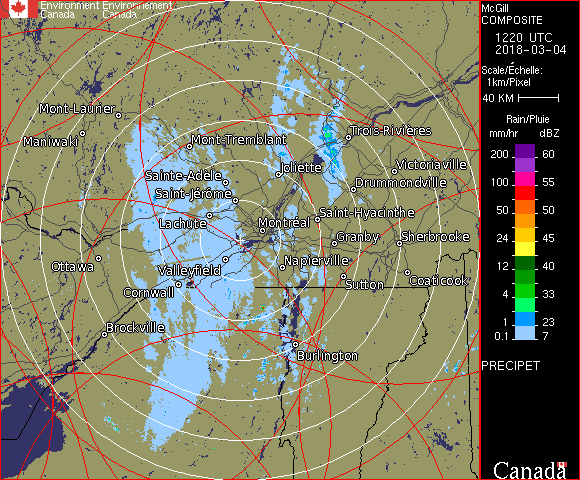 Environment Environnement
Canada Canada
McGill
COMPOSITE
1220 UTC
2018-03-04
Scale/Échelle:
1km/Pixel
40 KM
Rain/Pluie
mm/hr dBZ
200 60
100 55
75 53
50 50
24 45
12 40
4 33
1 23
0.1 7
PRECIPET
Canada
Mont-Laurier
Maniwaki
Mont-Tremblant
Trois-Rivières
Sainte-Adèle
Joliette
Victoriaville
Saint-Jérôme
Drummondville
Lachute
Montréal
Saint-Hyacinthe
Granby
Sherbrooke
Ottawa
Valleyfield
Napierville
Cornwall
Sutton
Coaticook
Brockville
Burlington